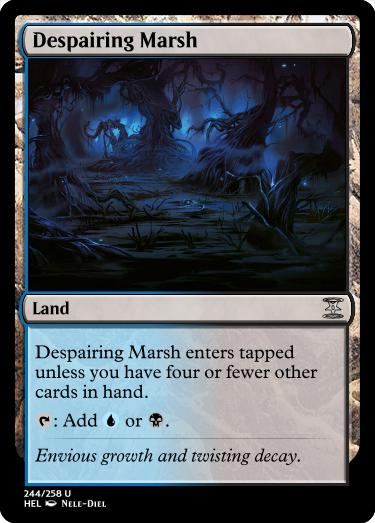 Despairing Marsh
Land
Despairing Marsh enters tapped
unless you have four or fewer other
cards in hand.
: Add or .
Envious growth and twisting decay.
244/258 U
HEL Nele-Diel